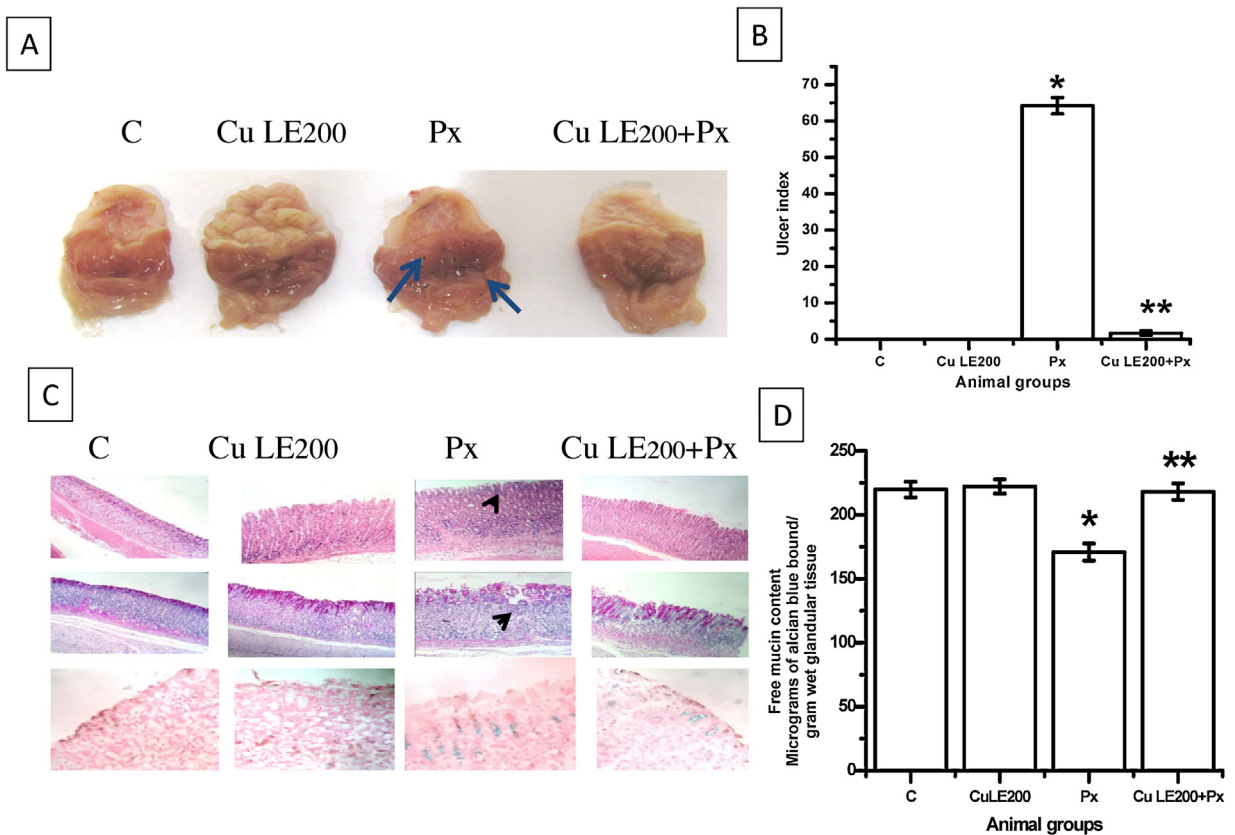 A
C Cu LE200 Px Cu LE200+Px
B
70
60
50
40
30
20
10
0
Ulcer index
*
**
C Cu LE200 Px Cu LE200+Px
Animal groups
C
C Cu LE200 Px Cu LE200+Px
D
250
200
150
100
50
0
Free mucin content
Micrograms of alcian blue bound/
gram wet glandular tissue
*
**
C CuLE200 Px Cu LE200+Px
Animal groups